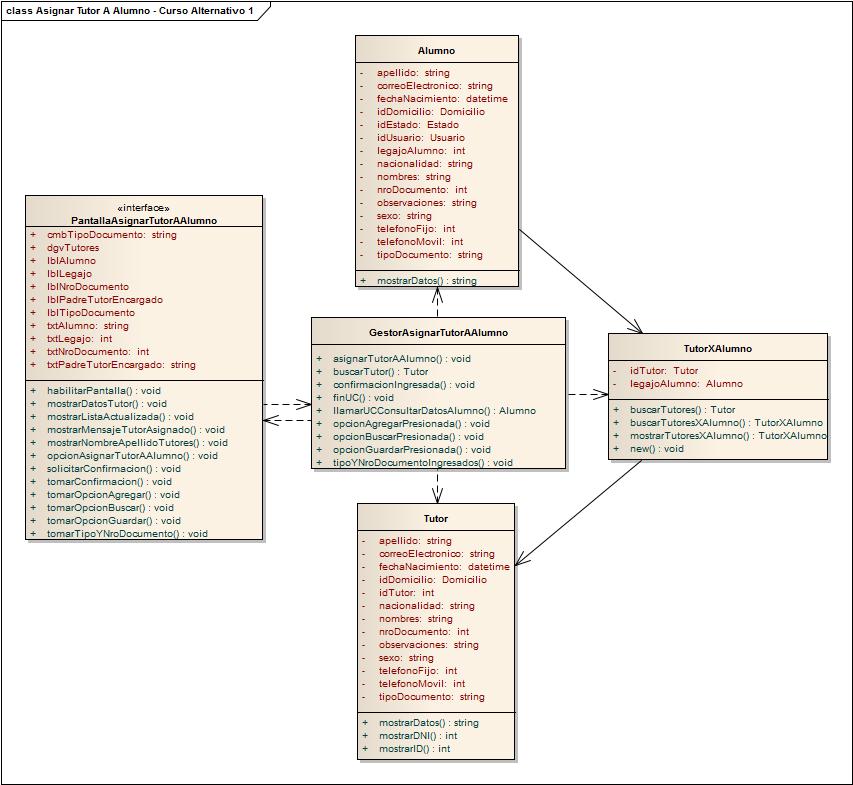 class Asignar Tutor A Alumno - Curso Alternativo 1
Alumno
- apellido: string
- correoElectronico: string
- fechaNacimiento: datetime
- idDomicilio: Domicilio
- idEstado: Estado
- idUsuario: Usuario
- legajoAlumno: int
- nacionalidad: string
- nombres: string
- nroDocumento: int
- observaciones: string
- sexo: string
- telefonoFijo: int
- telefonoMovil: int
- tipoDocumento: string
+ mostrarDatos() : string
«interface»
PantallaAsignarTutorAAlumno
+ cmbTipoDocumento: string
+ dgvTutores
+ lblAlumno
+ lblLegajo
+ lblNroDocumento
+ lblPadreTutorEncargado
+ lblTipoDocumento
+ txtAlumno: string
+ txtLegajo: int
+ txtNroDocumento: int
+ txtPadreTutorEncargado: string
+ habilitarPantalla() : void
+ mostrarDatosTutor() : void
+ mostrarListaActualizada() : void
+ mostrarMensajeTutorAsignado() : void
+ mostrarNombreApellidoTutores() : void
+ opcionAsignarTutorAAlumno() : void
+ solicitarConfirmacion() : void
+ tomarConfirmacion() : void
+ tomarOpcionAgregar() : void
+ tomarOpcionBuscar() : void
+ tomarOpcionGuardar() : void
+ tomarTipoYNroDocumento() : void
GestorAsignarTutorAAlumno
+ asignarTutorAAlumno() : void
+ buscarTutor() : Tutor
+ confirmacionIngresada() : void
+ finUC() : void
+ llamarUCConsultarDatosAlumno() : Alumno
+ opcionAgregarPresionada() : void
+ opcionBuscarPresionada() : void
+ opcionGuardarPresionada() : void
+ tipoYNroDocumentoIngresados() : void
TutorXAlumno
- idTutor: Tutor
- legajoAlumno: Alumno
+ buscarTutores() : Tutor
+ buscarTutoresXAlumno() : TutorXAlumno
+ mostrarTutoresXAlumno() : TutorXAlumno
+ new() : void
Tutor
- apellido: string
- correoElectronico: string
- fechaNacimiento: datetime
- idDomicilio: Domicilio
- idTutor: int
- nacionalidad: string
- nombres: string
- nroDocumento: int
- observaciones: string
- sexo: string
- telefonoFijo: int
- telefonoMovil: int
- tipoDocumento: string
+ mostrarDatos() : string
+ mostrarDNI() : int
+ mostrarID() : int